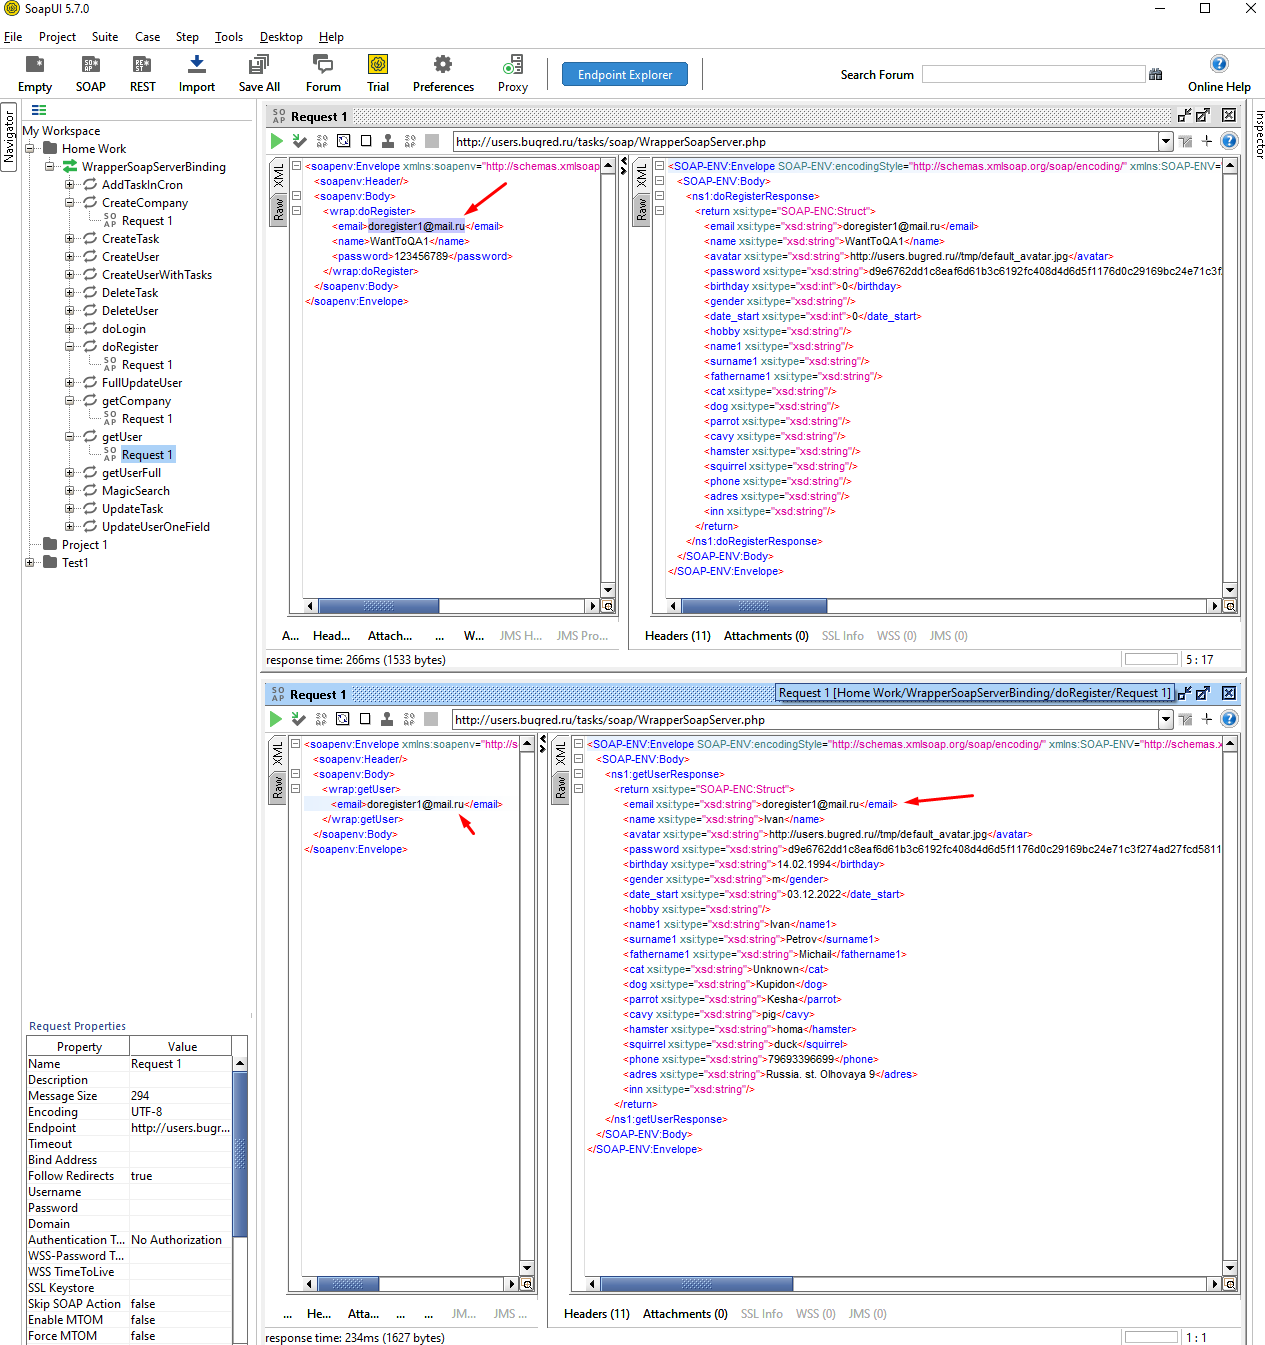 SoapUI 5.7.0
File Project Suite Case Step Tools Desktop Help
Empty SOAP REST Import Save All Forum Trial Preferences Proxy Endpoint Explorer Search Forum Online Help
Navigator
Inspector
My Workspace
Home Work
WrapperSoapServerBinding
AddTaskInCron
CreateCompany
Request 1
CreateTask
CreateUser
CreateUserWithTasks
DeleteTask
DeleteUser
doLogin
doRegister
Request 1
FullUpdateUser
getCompany
Request 1
getUser
Request 1
getUserFull
MagicSearch
UpdateTask
UpdateUserOneField
Project 1
Test1
Request Properties
Property Value
Name Request 1
Description
Message Size 294
Encoding UTF-8
Endpoint http://users.bugr...
Timeout
Bind Address
Follow Redirects true
Username
Password
Domain
Authentication T... No Authorization
WSS-Password T...
WSS TimeToLive
SSL Keystore
Skip SOAP Action false
Enable MTOM false
Force MTOM false
Request 1
http://users.bugred.ru/tasks/soap/WrapperSoapServer.php
XML
Raw
<soapenv:Envelope xmlns:soapenv="http://schemas.xmlsoap
<soapenv:Header/>
<soapenv:Body>
<wrap:doRegister>
<email>doregister1@mail.ru</email>
<name>WantToQA1</name>
<password>123456789</password>
</wrap:doRegister>
</soapenv:Body>
</soapenv:Envelope>
A... Head... Attach... ... W... JMS H... JMS Pro...
XML
Raw
<SOAP-ENV:Envelope SOAP-ENV:encodingStyle="http://schemas.xmlsoap.org/soap/encoding/" xmlns:SOAP-ENV=
<SOAP-ENV:Body>
<ns1:doRegisterResponse>
<return xsi:type="SOAP-ENC:Struct">
<email xsi:type="xsd:string">doregister1@mail.ru</email>
<name xsi:type="xsd:string">WantToQA1</name>
<avatar xsi:type="xsd:string">http://users.bugred.ru//tmp/default_avatar.jpg</avatar>
<password xsi:type="xsd:string">d9e6762dd1c8eaf6d61b3c6192fc408d4d6d5f1176d0c29169bc24e71c3f
<birthday xsi:type="xsd:int">0</birthday>
<gender xsi:type="xsd:string"/>
<date_start xsi:type="xsd:int">0</date_start>
<hobby xsi:type="xsd:string"/>
<name1 xsi:type="xsd:string"/>
<surname1 xsi:type="xsd:string"/>
<fathername1 xsi:type="xsd:string"/>
<cat xsi:type="xsd:string"/>
<dog xsi:type="xsd:string"/>
<parrot xsi:type="xsd:string"/>
<cavy xsi:type="xsd:string"/>
<hamster xsi:type="xsd:string"/>
<squirrel xsi:type="xsd:string"/>
<phone xsi:type="xsd:string"/>
<adres xsi:type="xsd:string"/>
<inn xsi:type="xsd:string"/>
</return>
</ns1:doRegisterResponse>
</SOAP-ENV:Body>
</SOAP-ENV:Envelope>
Headers (11) Attachments (0) SSL Info WSS (0) JMS (0)
response time: 266ms (1533 bytes) 5 : 17
Request 1 Request 1 [Home Work/WrapperSoapServerBinding/doRegister/Request 1]
http://users.bugred.ru/tasks/soap/WrapperSoapServer.php
XML
Raw
<soapenv:Envelope xmlns:soapenv="http://s
<soapenv:Header/>
<soapenv:Body>
<wrap:getUser>
<email>doregister1@mail.ru</email>
</wrap:getUser>
</soapenv:Body>
</soapenv:Envelope>
... He... Atta... ... ... JM... JMS ...
XML
Raw
<SOAP-ENV:Envelope SOAP-ENV:encodingStyle="http://schemas.xmlsoap.org/soap/encoding/" xmlns:SOAP-ENV="http://schemas.x
<SOAP-ENV:Body>
<ns1:getUserResponse>
<return xsi:type="SOAP-ENC:Struct">
<email xsi:type="xsd:string">doregister1@mail.ru</email>
<name xsi:type="xsd:string">Ivan</name>
<avatar xsi:type="xsd:string">http://users.bugred.ru//tmp/default_avatar.jpg</avatar>
<password xsi:type="xsd:string">d9e6762dd1c8eaf6d61b3c6192fc408d4d6d5f1176d0c29169bc24e71c3f274ad27fcd5811
<birthday xsi:type="xsd:string">14.02.1994</birthday>
<gender xsi:type="xsd:string">m</gender>
<date_start xsi:type="xsd:string">03.12.2022</date_start>
<hobby xsi:type="xsd:string"/>
<name1 xsi:type="xsd:string">Ivan</name1>
<surname1 xsi:type="xsd:string">Petrov</surname1>
<fathername1 xsi:type="xsd:string">Michail</fathername1>
<cat xsi:type="xsd:string">Unknown</cat>
<dog xsi:type="xsd:string">Kupidon</dog>
<parrot xsi:type="xsd:string">Kesha</parrot>
<cavy xsi:type="xsd:string">pig</cavy>
<hamster xsi:type="xsd:string">homa</hamster>
<squirrel xsi:type="xsd:string">duck</squirrel>
<phone xsi:type="xsd:string">79693396699</phone>
<adres xsi:type="xsd:string">Russia. st. Olhovaya 9</adres>
<inn xsi:type="xsd:string"/>
</return>
</ns1:getUserResponse>
</SOAP-ENV:Body>
</SOAP-ENV:Envelope>
Headers (11) Attachments (0) SSL Info WSS (0) JMS (0)
response time: 234ms (1627 bytes) 1 : 1